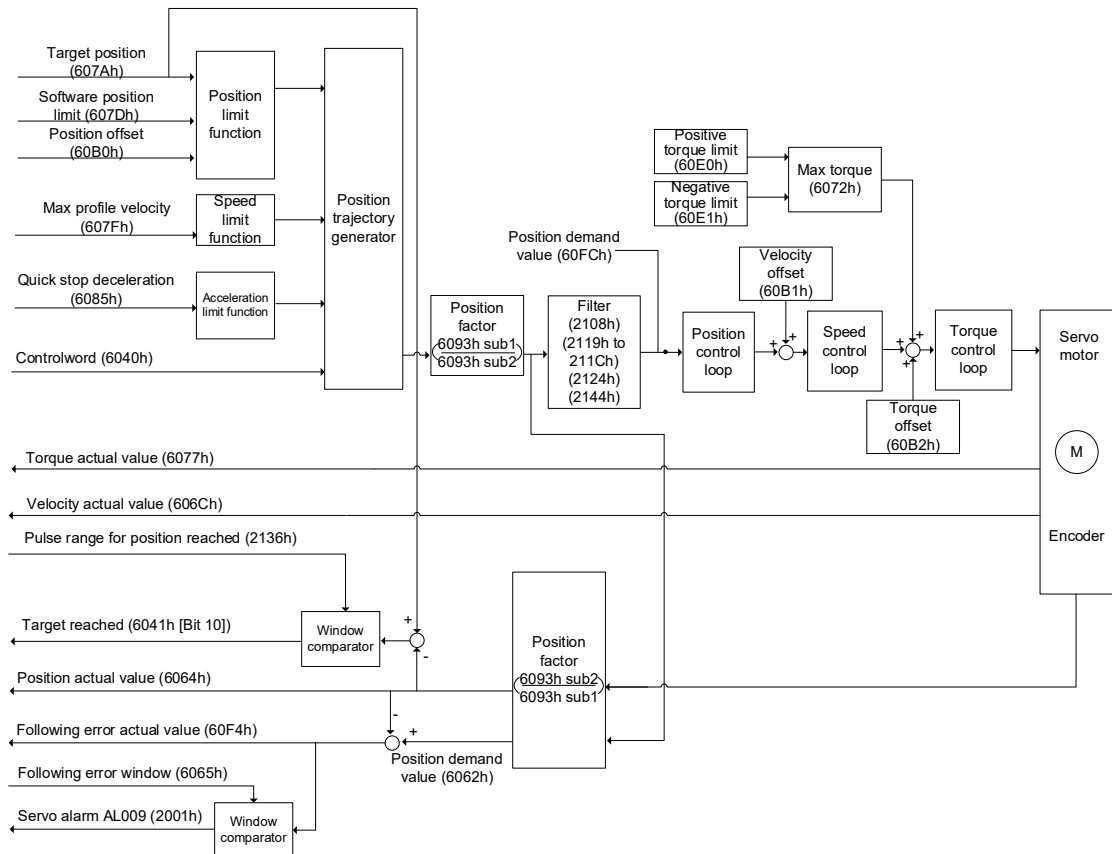 Target position
(607Ah)
Software position
limit (607Dh)
Position offset
(60B0h)
Position
limit
function
Max profile velocity
(607Fh)
Speed
limit
function
Quick stop deceleration
(6085h)
Acceleration
limit function
Controlword (6040h)
Position
trajectory
generator
Position
factor
6093h sub1
6093h sub2
Filter
(2108h)
(2119h to
211Ch)
(2124h)
(2144h)
Position demand
value (60FCh)
Position
control
loop
Positive
torque limit
(60E0h)
Negative
torque limit
(60E1h)
Max torque
(6072h)
Velocity
offset
(60B1h)
+
+
Speed
control
loop
+
+
+
Torque
offset
(60B2h)
Torque
control
loop
Servo
motor
M
Encoder
Torque actual value (6077h)
Velocity actual value (606Ch)
Pulse range for position reached (2136h)
Target reached (6041h [Bit 10])
Window
comparator
+
-
Position actual value (6064h)
Position
factor
6093h sub2
6093h sub1
Following error actual value (60F4h)
-
+
Position demand
value (6062h)
Following error window (6065h)
Servo alarm AL009 (2001h)
Window
comparator